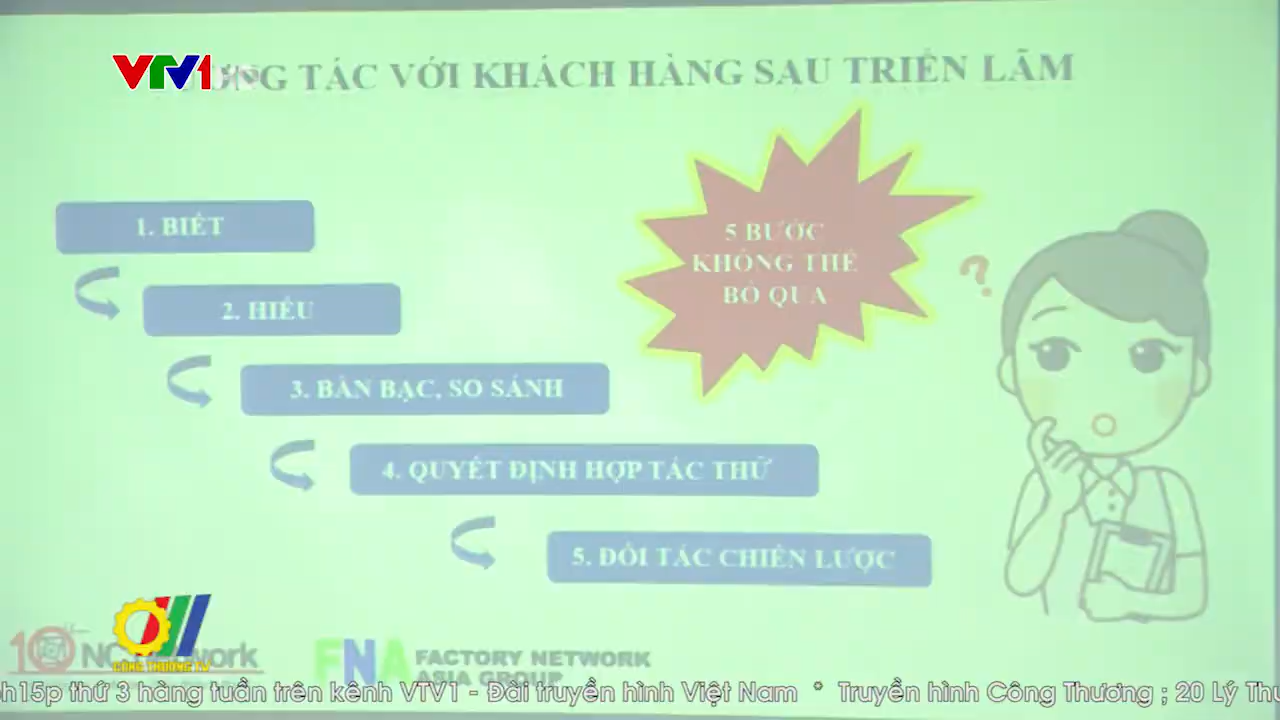 VTV1
TÁC VỚI KHÁCH HÀNG SAU TRIỂN LÃM
1. BIẾT
2. HIỂU
3. BÀN BẠC, SO SÁNH
4. QUYẾT ĐỊNH HỢP TÁC THỬ
5. ĐỐI TÁC CHIẾN LƯỢC
5 BƯỚC
KHÔNG THỂ
BỎ QUA
?
CÔNG THƯƠNG TV
FNA FACTORY NETWORK
ASIA GROUP
h15p thứ 3 hàng tuần trên kênh VTV1 - Đài truyền hình Việt Nam * Truyền hình Công Thương ; 20 Lý Thư